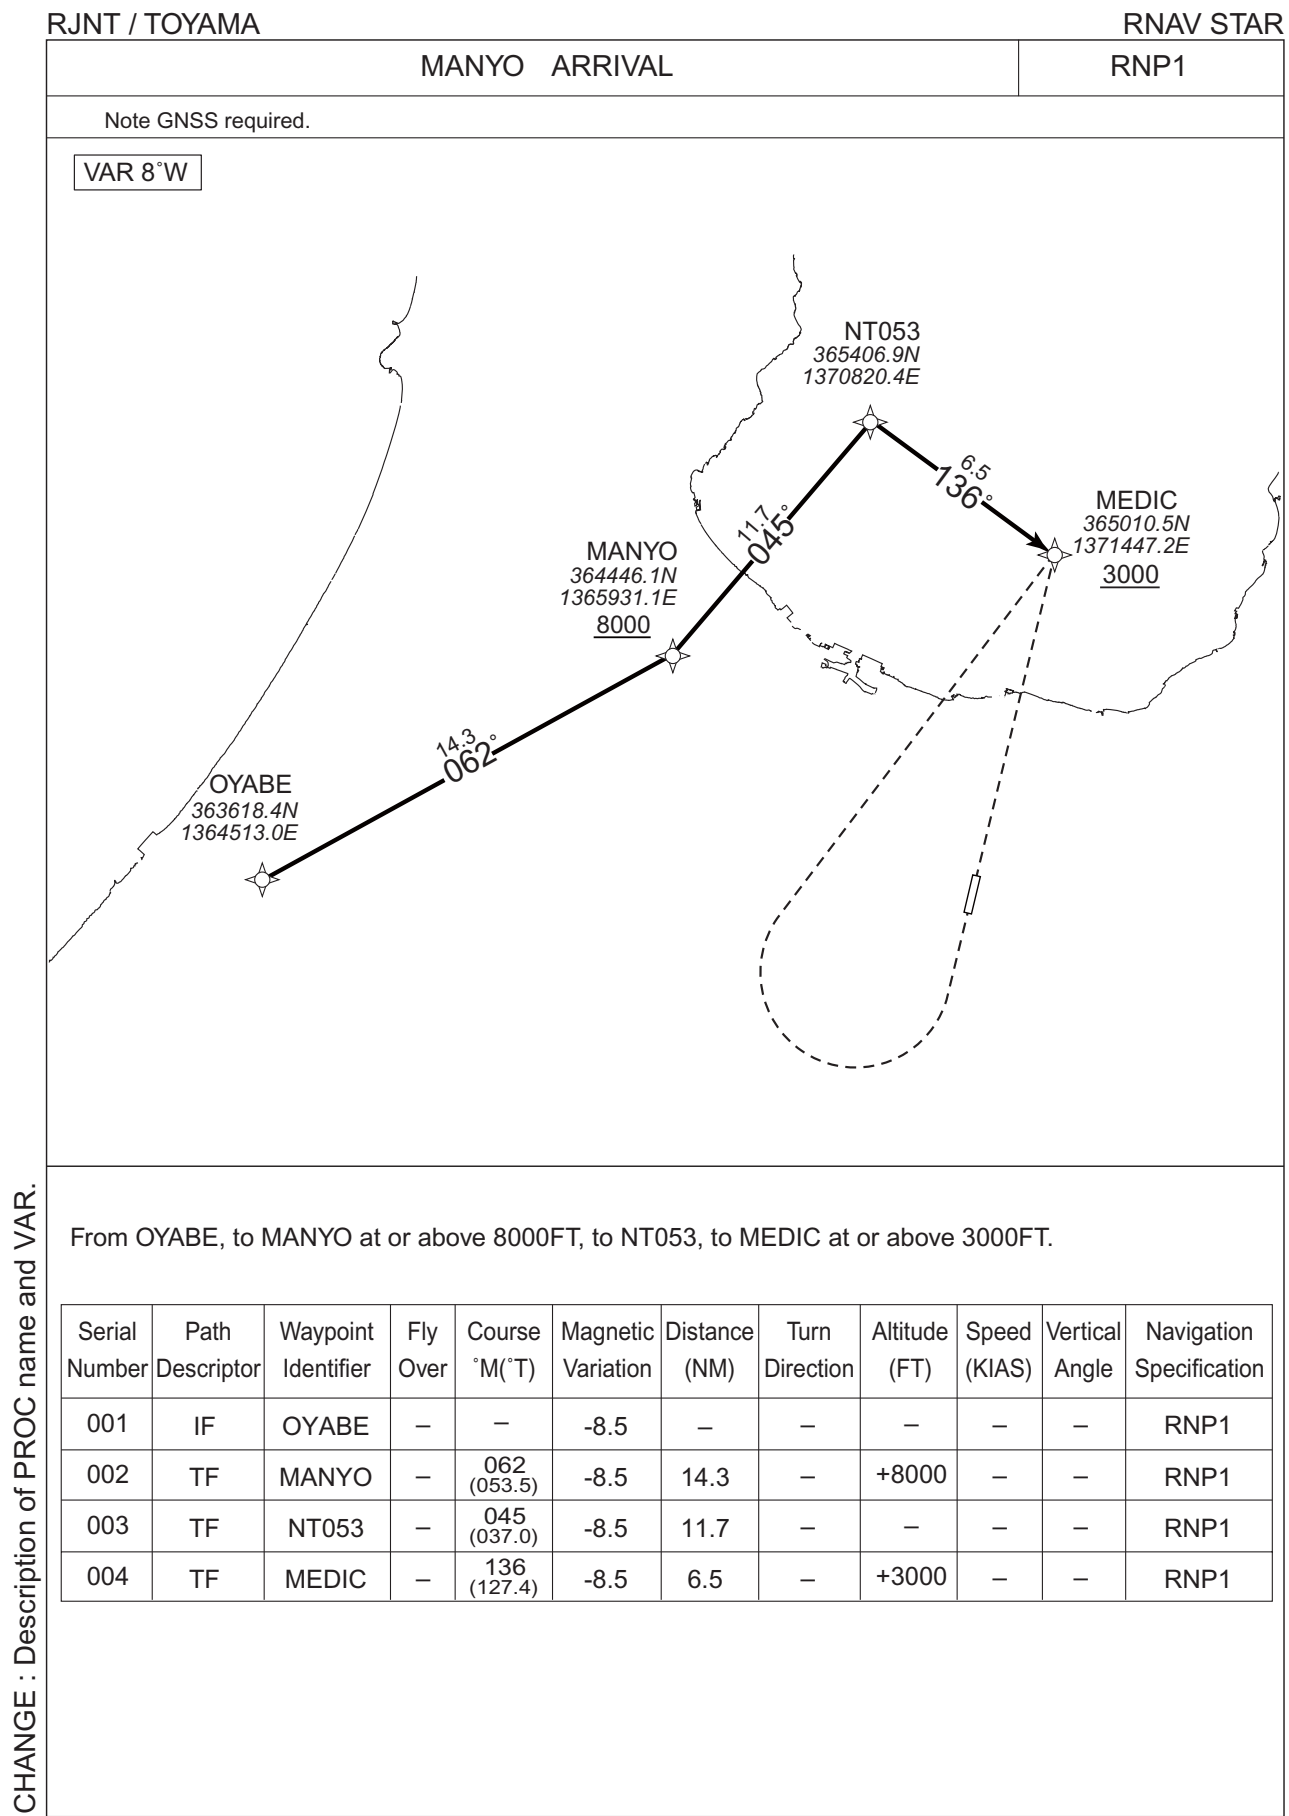 RJNT / TOYAMA
RNAV STAR
MANYO ARRIVAL
RNP1
Note GNSS required.
VAR 8˚W
NT053
365406.9N
1370820.4E
6.5
136˚
MEDIC
365010.5N
1371447.2E
3000
11.7
045˚
MANYO
364446.1N
1365931.1E
8000
14.3
062˚
OYABE
363618.4N
1364513.0E
From OYABE, to MANYO at or above 8000FT, to NT053, to MEDIC at or above 3000FT.
Serial Number Path Descriptor Waypoint Identifier Fly Over Course ˚M(˚T) Magnetic Variation Distance (NM) Turn Direction Altitude (FT) Speed (KIAS) Vertical Angle Navigation Specification
001 IF OYABE – – -8.5 – – – – – RNP1
002 TF MANYO – 062 (053.5) -8.5 14.3 – +8000 – – RNP1
003 TF NT053 – 045 (037.0) -8.5 11.7 – – – – RNP1
004 TF MEDIC – 136 (127.4) -8.5 6.5 – +3000 – – RNP1
CHANGE : Description of PROC name and VAR.